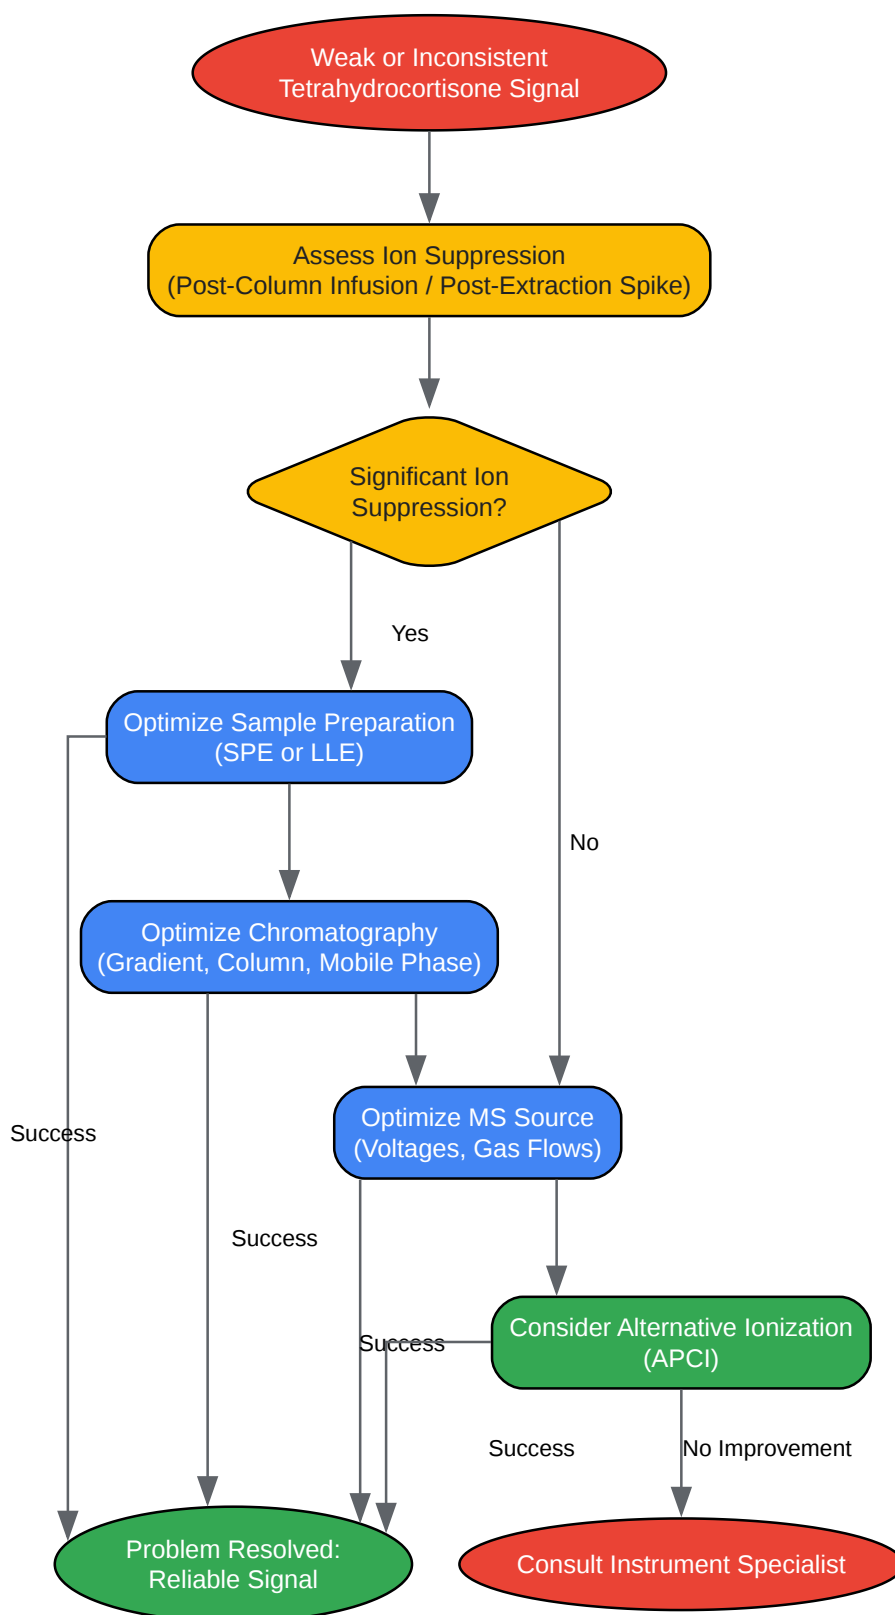 Weak or Inconsistent
Tetrahydrocortisone Signal
Assess Ion Suppression
(Post-Column Infusion / Post-Extraction Spike)
Significant Ion
Suppression?
Yes
Optimize Sample Preparation
(SPE or LLE)
No
Optimize Chromatography
(Gradient, Column, Mobile Phase)
Optimize MS Source
(Voltages, Gas Flows)
Success
Success
Consider Alternative Ionization
(APCI)
Success
Success
No Improvement
Problem Resolved:
Reliable Signal
Consult Instrument Specialist